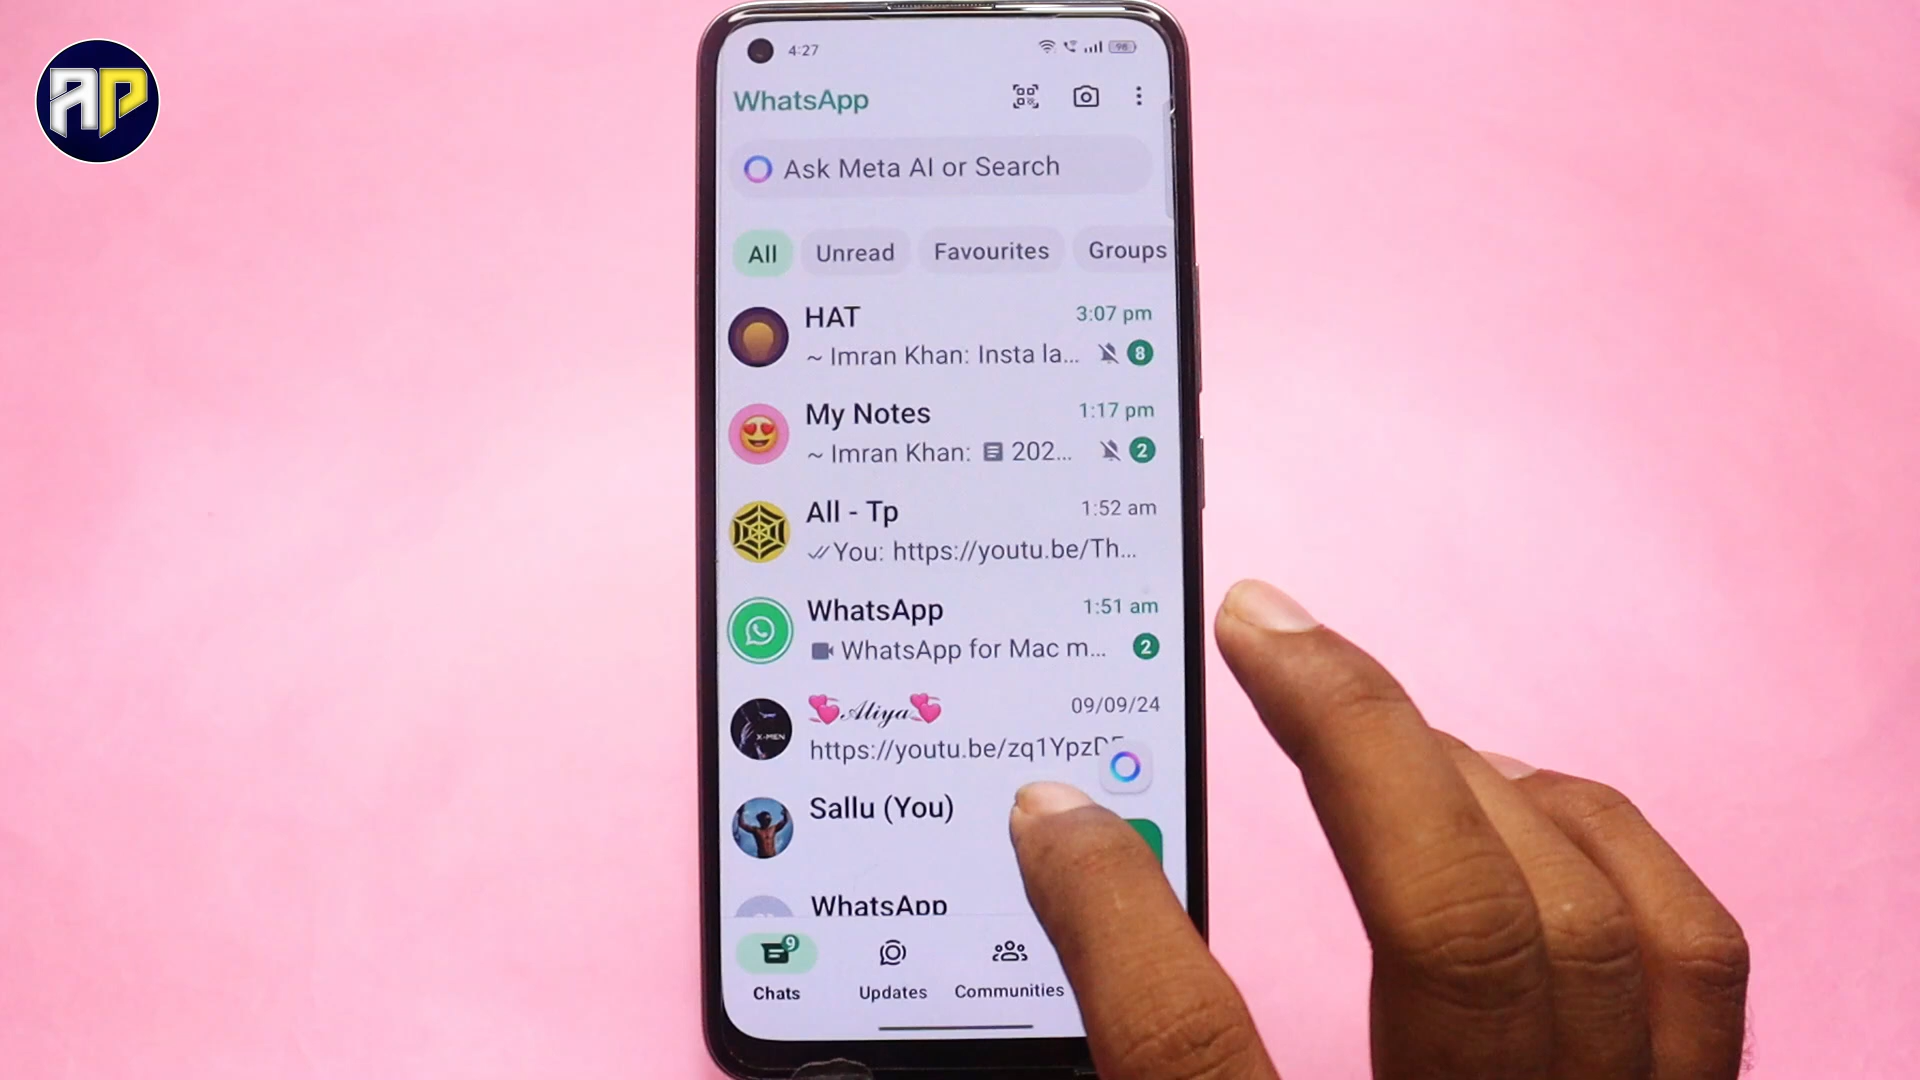 AP
4:27
98
WhatsApp
Ask Meta AI or Search
All Unread Favourites Groups
HAT 3:07 pm
~ Imran Khan: Insta la... 8
My Notes 1:17 pm
~ Imran Khan: 202... 2
All - Tp 1:52 am
You: https://youtu.be/Th...
WhatsApp 1:51 am
WhatsApp for Mac m... 2
💞Aliya💞 09/09/24
X-MEN
https://youtu.be/zq1YpzD
Sallu (You)
WhatsApp
9
Chats Updates Communities